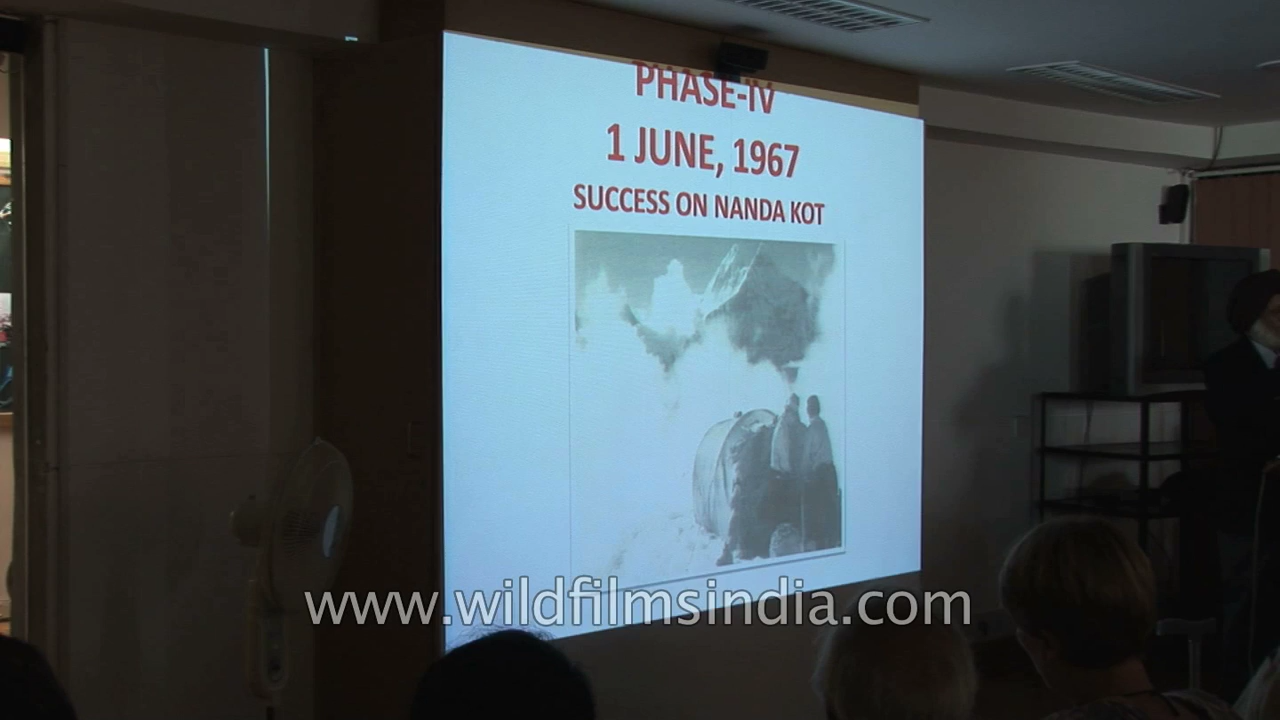 PHASE-IV
1 JUNE, 1967
SUCCESS ON NANDA KOT
www.wildfilmsindia.com